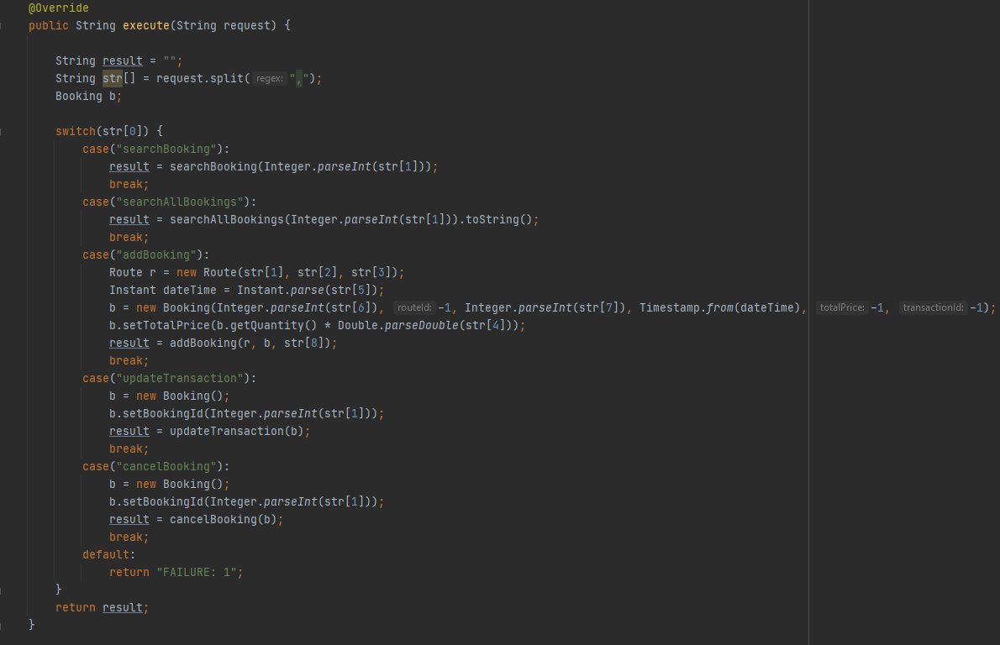 @Override
public String execute(String request) {
String result = "";
String str[] = request.split( regex: ",");
Booking b;
switch(str[0]) {
case("searchBooking"):
result = searchBooking(Integer.parseInt(str[1]));
break;
case("searchAllBookings"):
result = searchAllBookings(Integer.parseInt(str[1])).toString();
break;
case("addBooking"):
Route r = new Route(str[1], str[2], str[3]);
Instant dateTime = Instant.parse(str[5]);
b = new Booking(Integer.parseInt(str[6]), routeId: -1, Integer.parseInt(str[7]), Timestamp.from(dateTime), totalPrice: -1, transactionId: -1);
b.setTotalPrice(b.getQuantity() * Double.parseDouble(str[4]));
result = addBooking(r, b, str[8]);
break;
case("updateTransaction"):
b = new Booking();
b.setBookingId(Integer.parseInt(str[1]));
result = updateTransaction(b);
break;
case("cancelBooking"):
b = new Booking();
b.setBookingId(Integer.parseInt(str[1]));
result = cancelBooking(b);
break;
default:
return "FAILURE: 1";
}
return result;
}